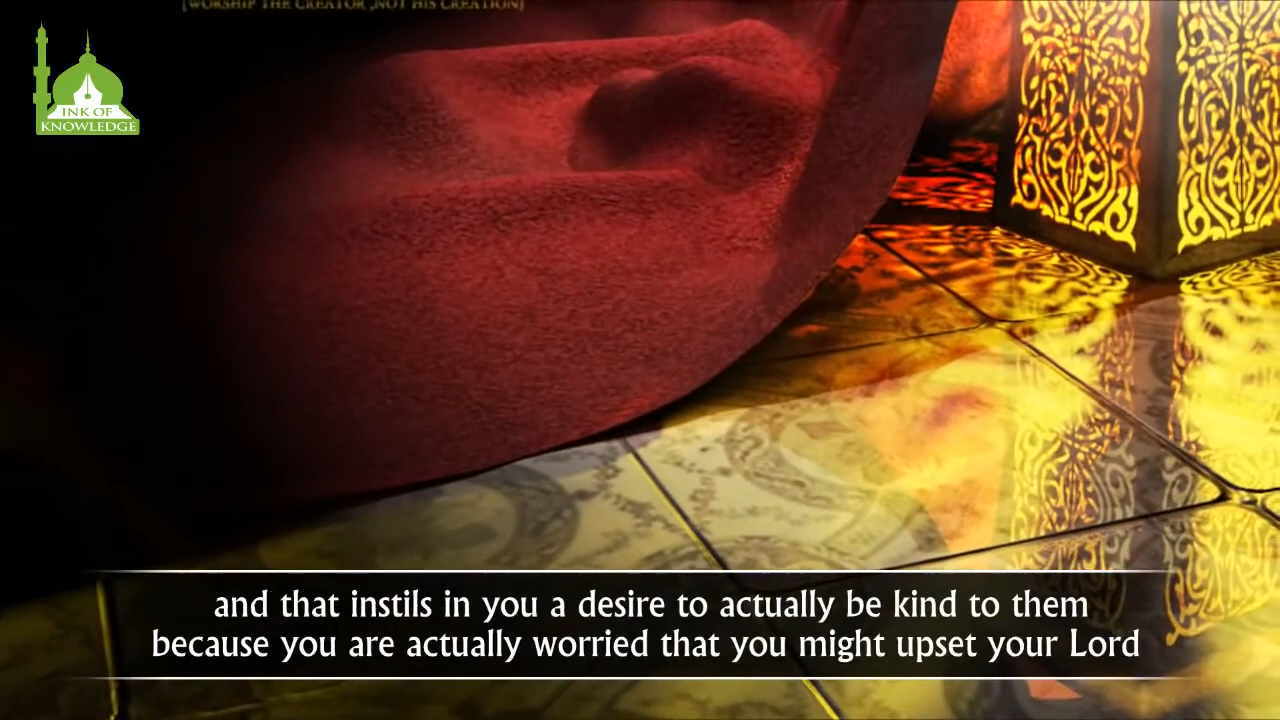 [WORSHIP THE CREATOR ,NOT HIS CREATION]
INK OF
KNOWLEDGE
and that instils in you a desire to actually be kind to them
because you are actually worried that you might upset your Lord